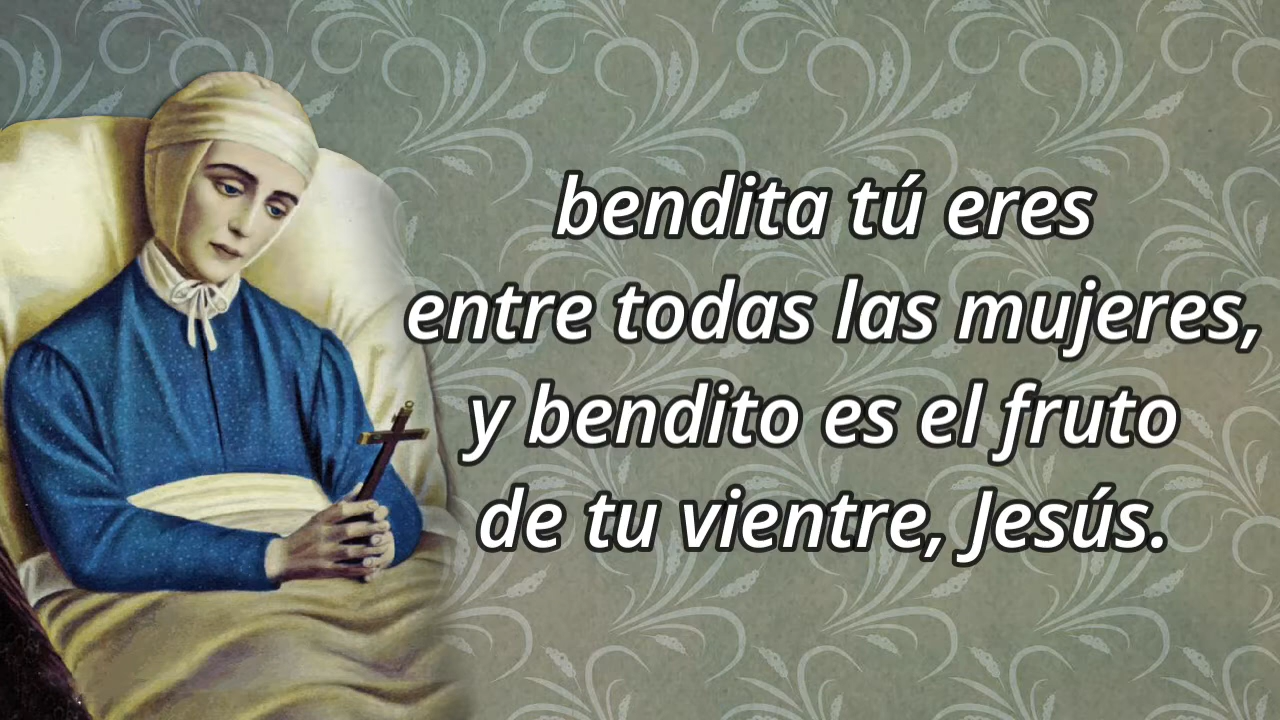 bendita tú eres
entre todas las mujeres,
y bendito es el fruto
de tu vientre, Jesús.